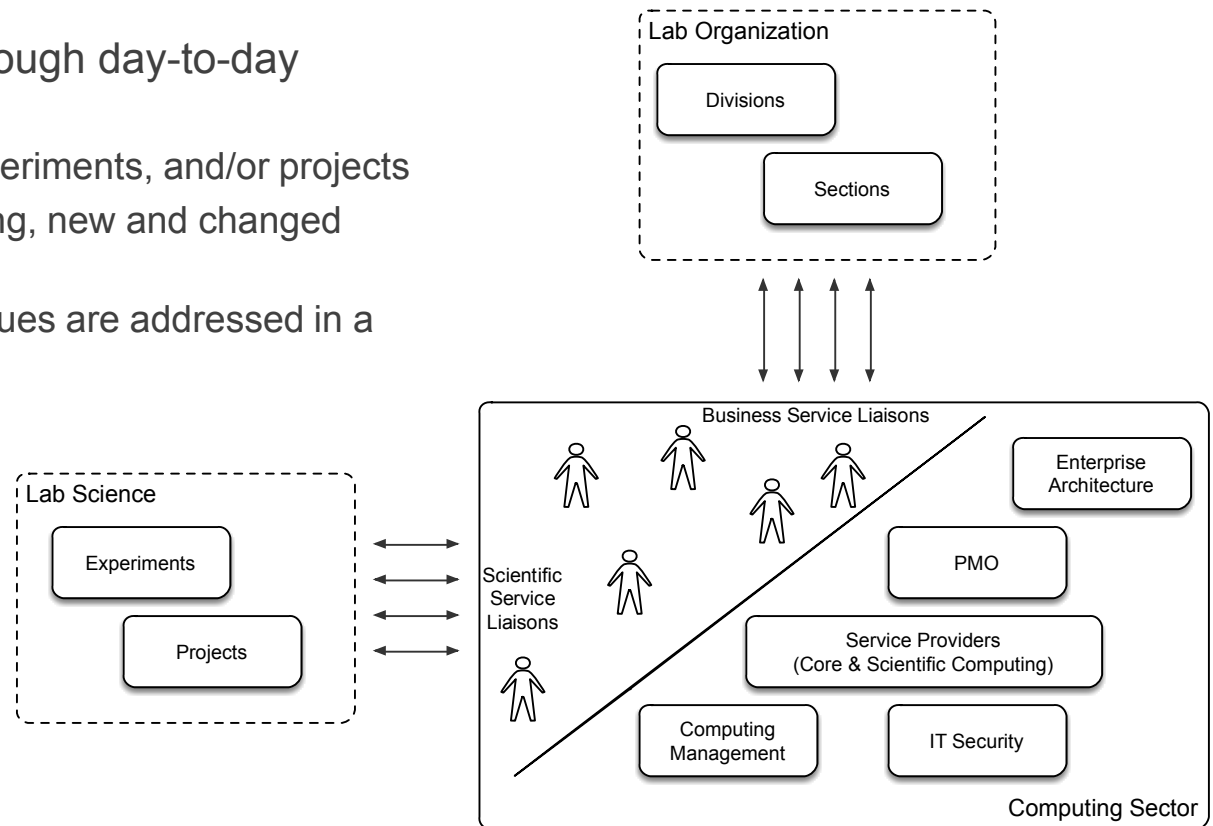 ough day-to-day
eriments, and/or projects
ng, new and changed
ues are addressed in a
Lab Organization
Divisions
Sections
Lab Science
Experiments
Projects
Business Service Liaisons
Scientific
Service
Liaisons
Enterprise
Architecture
PMO
Service Providers
(Core & Scientific Computing)
Computing
Management
IT Security
Computing Sector